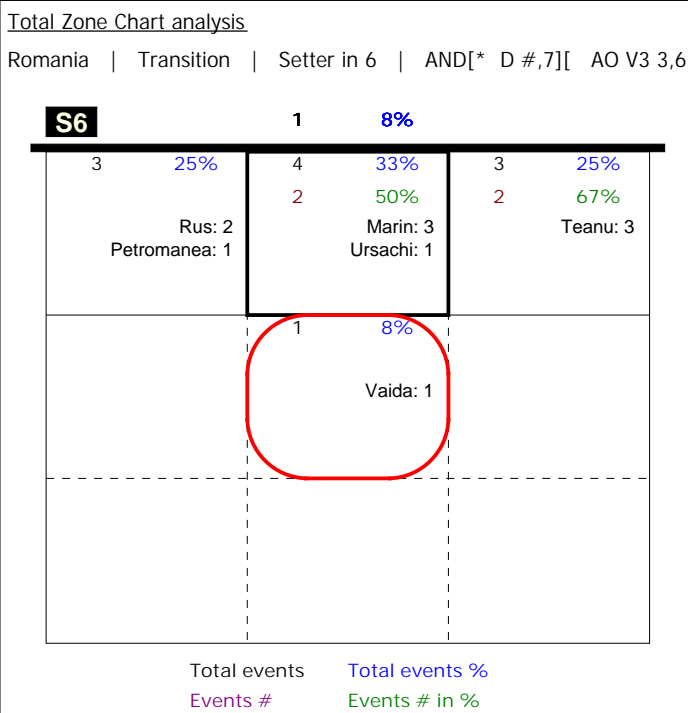 Total Zone Chart analysis
Romania | Transition | Setter in 6 | AND[* D #,7][ AO V3 3,6
S6 1 8%
3 25% 4 33% 3 25%
2 50% 2 67%
Rus: 2 Marin: 3 Teanu: 3
Petromanea: 1 Ursachi: 1
1 8%
Vaida: 1
Total events Total events %
Events # Events # in %